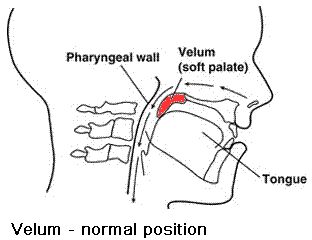 Velum
(soft palate)
Pharyngeal wall
Tongue
Velum - normal position